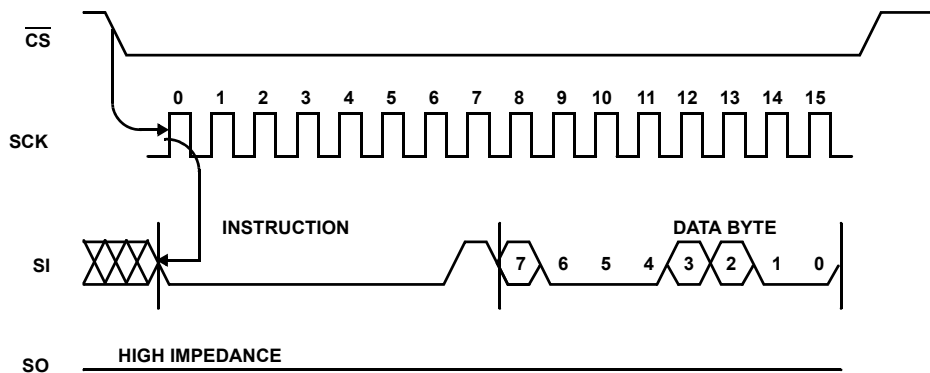 CS
0 1 2 3 4 5 6 7 8 9 10 11 12 13 14 15
SCK
INSTRUCTION DATA BYTE
SI 7 6 5 4 3 2 1 0
HIGH IMPEDANCE
SO